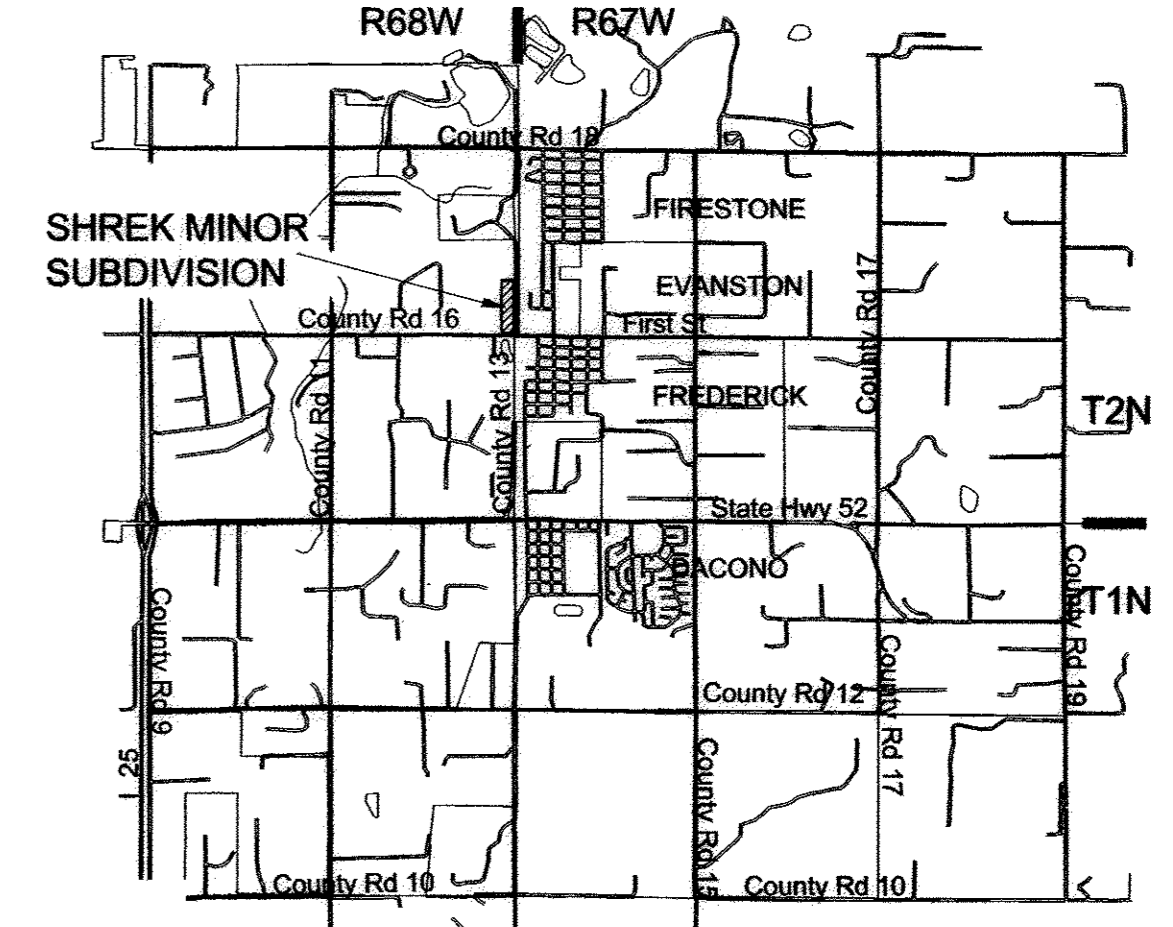 R68W
R67W
County Rd 18
SHREK MINOR
SUBDIVISION
FIRESTONE
EVANSTON
County Rd 17
County Rd 16
First St
County Rd 11
County Rd 13
FREDERICK
T2N
State Hwy 52
DACONO
T1N
County Rd 9
County Rd 19
County Rd 12
County Rd 17
I 25
County Rd 15
County Rd 10
County Rd 10